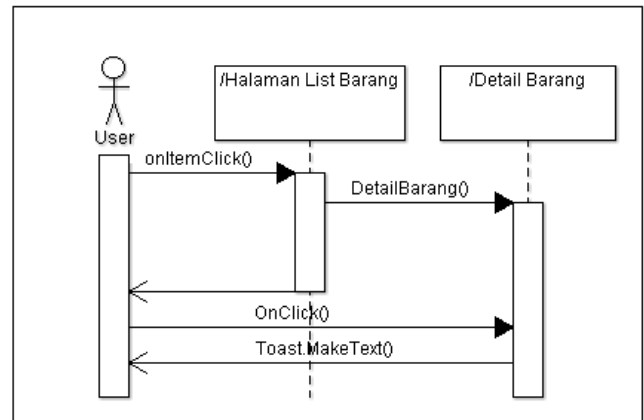 /Halaman List Barang
/Detail Barang
User
onItemClick()
DetailBarang()
OnClick()
Toast.MakeText()